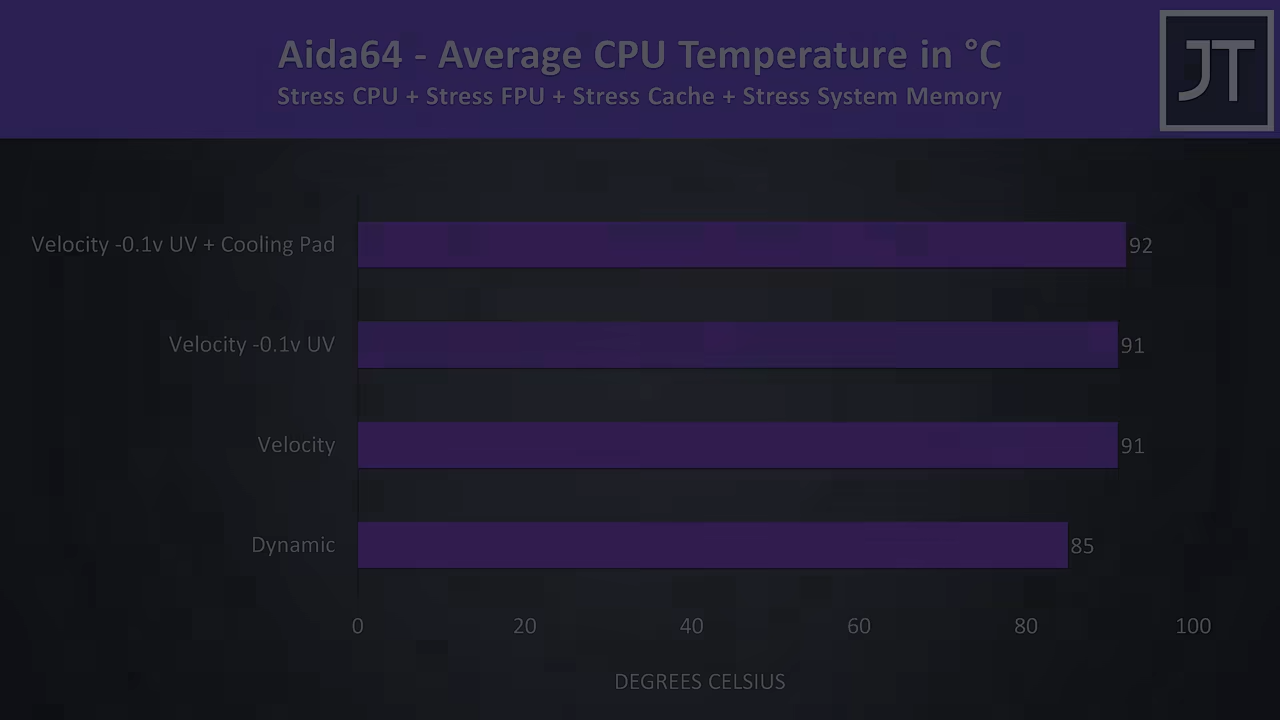 Aida64 - Average CPU Temperature in °C
Stress CPU + Stress FPU + Stress Cache + Stress System Memory
JT
Velocity -0.1v UV + Cooling Pad 92
Velocity -0.1v UV 91
Velocity 91
Dynamic 85
0 20 40 60 80 100
DEGREES CELSIUS